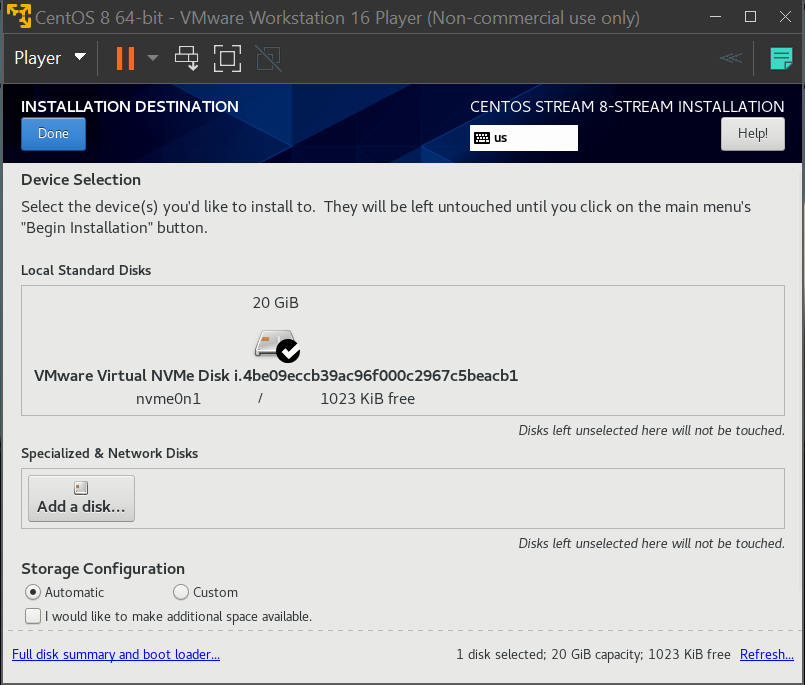 CentOS 8 64-bit - VMware Workstation 16 Player (Non-commercial use only)
Player
INSTALLATION DESTINATION
CENTOS STREAM 8-STREAM INSTALLATION
Done
us
Help!
Device Selection
Select the device(s) you'd like to install to.  They will be left untouched until you click on the main menu's
"Begin Installation" button.
Local Standard Disks
20 GiB
VMware Virtual NVMe Disk i.4be09eccb39ac96f000c2967c5beacb1
nvme0n1 / 1023 KiB free
Disks left unselected here will not be touched.
Specialized & Network Disks
Add a disk...
Disks left unselected here will not be touched.
Storage Configuration
Automatic Custom
I would like to make additional space available.
Full disk summary and boot loader... 1 disk selected; 20 GiB capacity; 1023 KiB free Refresh...